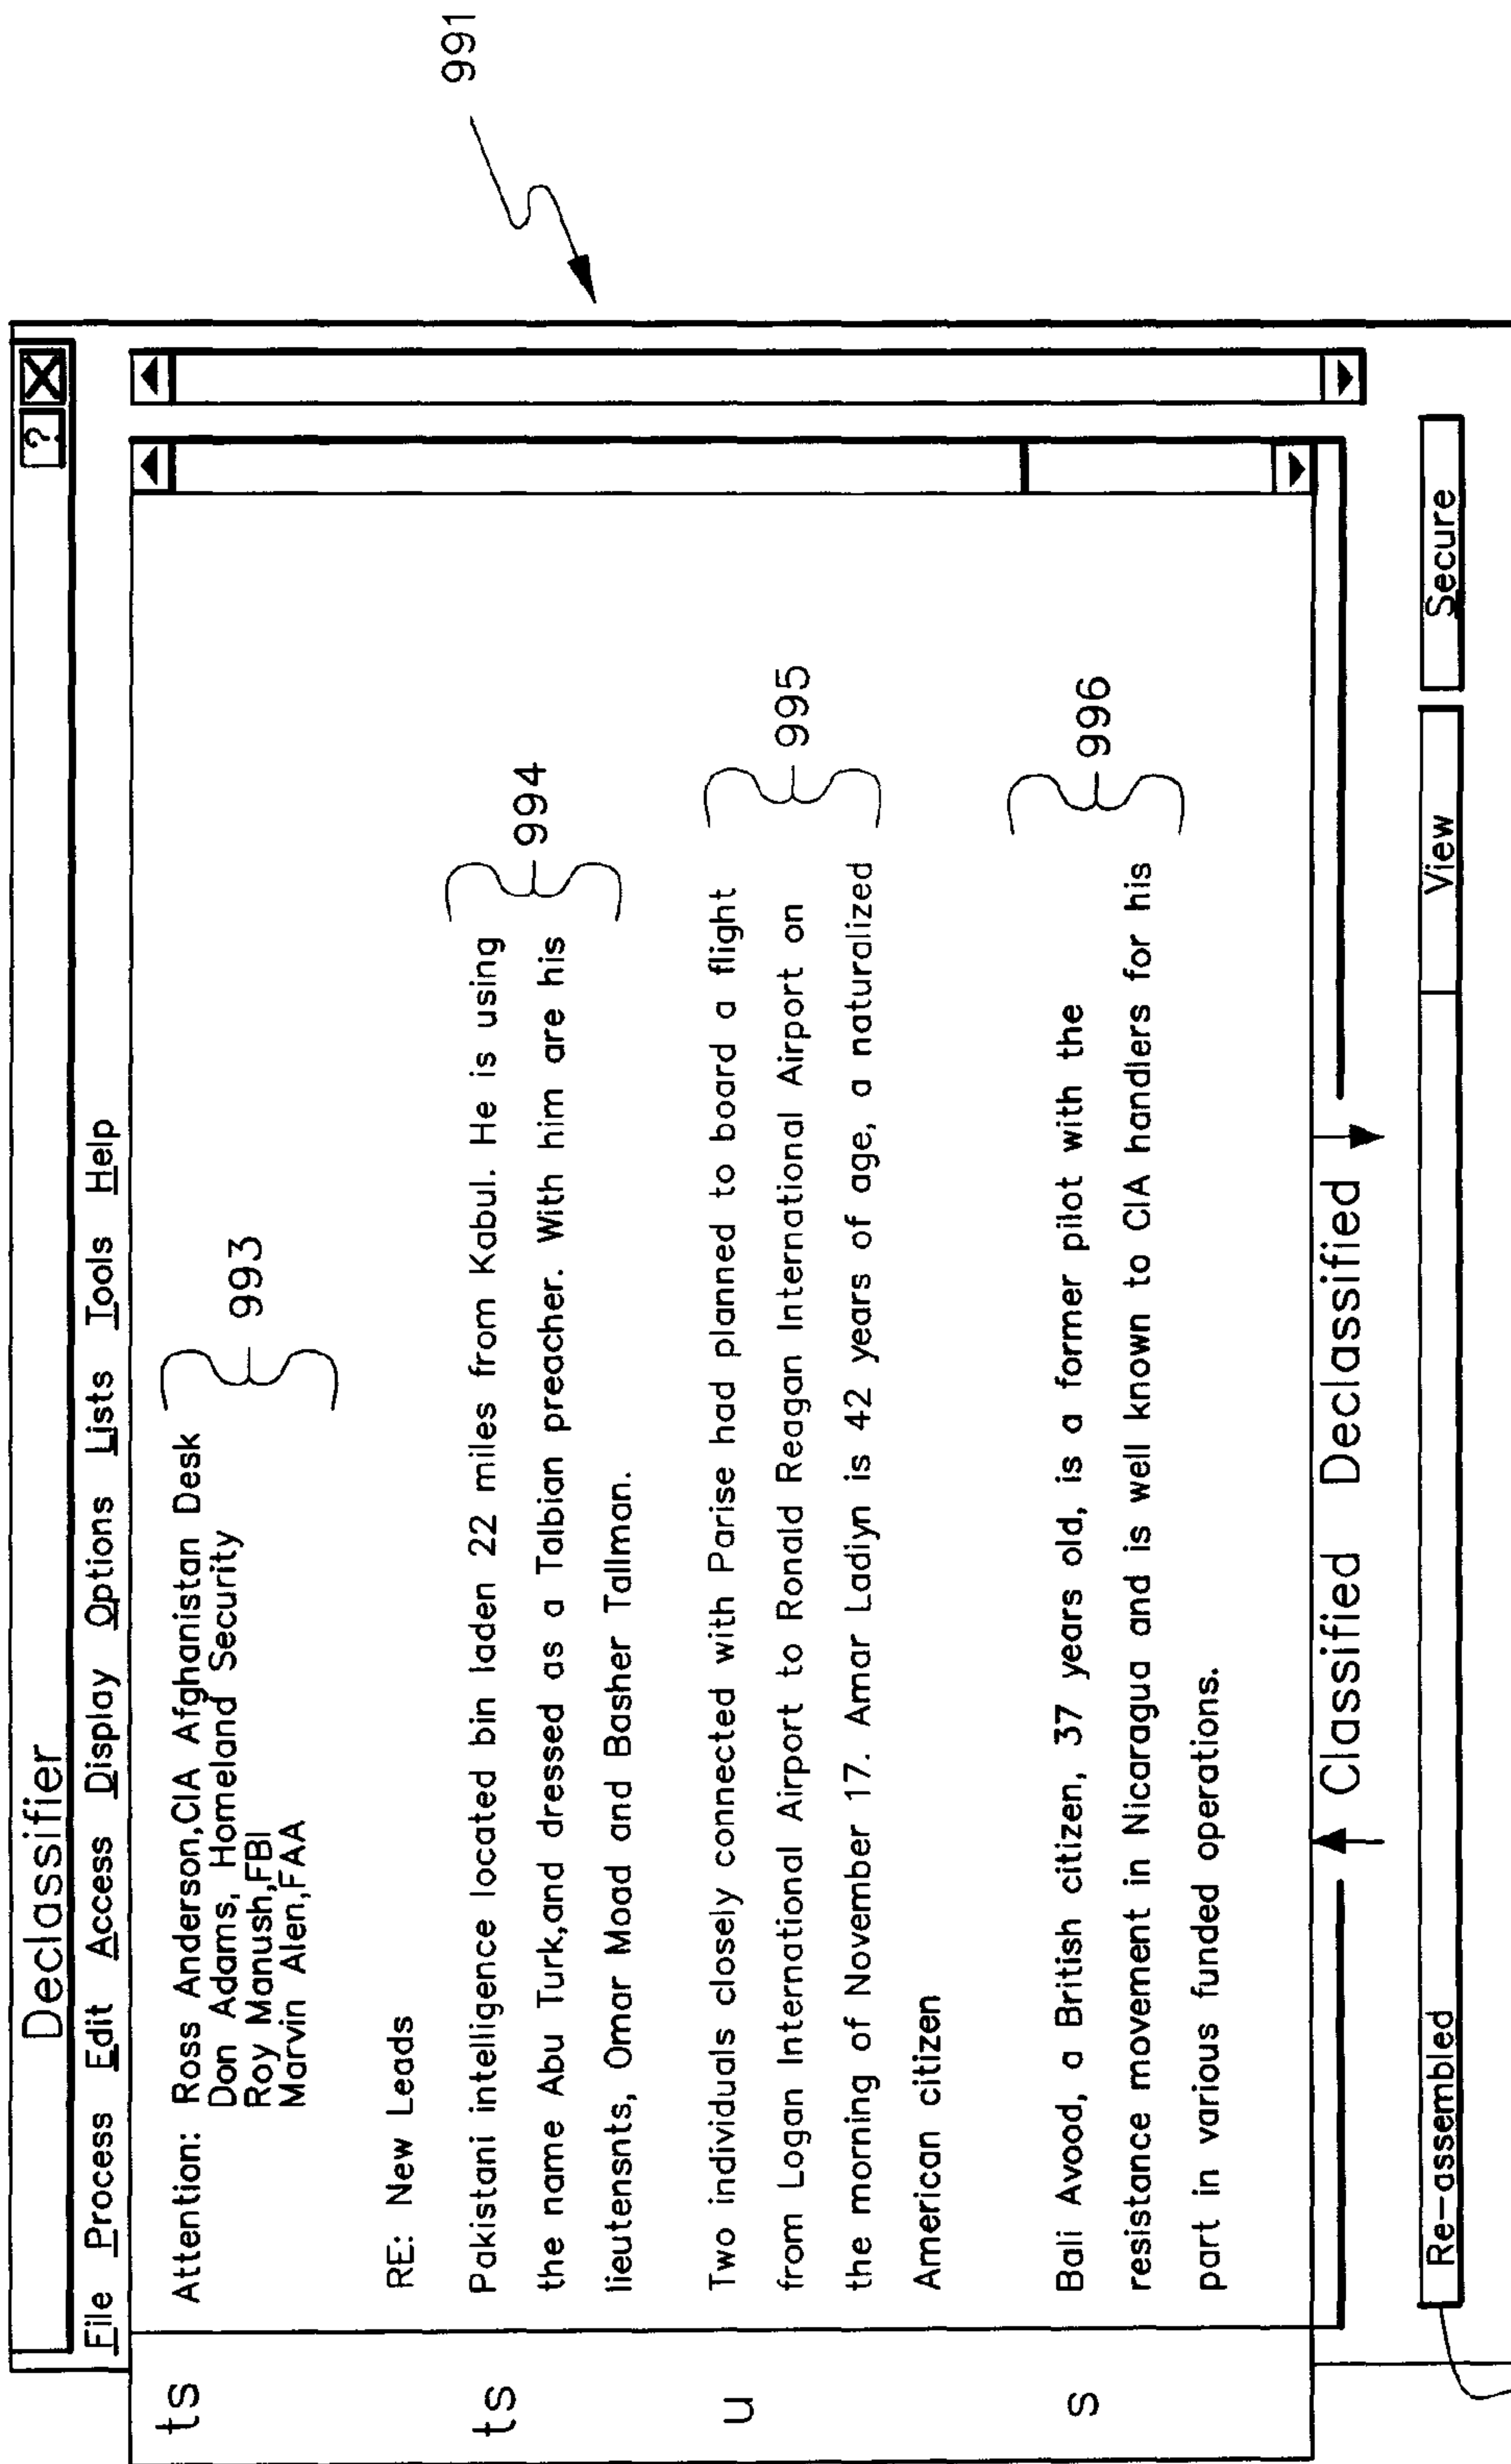 991
Declassifier
? X
File Process Edit Access Display Options Lists Tools Help
ts
Attention: Ross Anderson,CIA Afghanistan Desk
Don Adams, Homeland Security
Roy Manush,FBI
Marvin Alen,FAA
993
RE: New Leads
ts
Pakistani intelligence located bin laden 22 miles from Kabul. He is using
the name Abu Turk,and dressed as a Talbian preacher. With him are his
lieutensnts, Omar Moad and Basher Tallman.
994
u
Two individuals closely connected with Parise had planned to board a flight
from Logan International Airport to Ronald Reagan International Airport on
the morning of November 17. Amar Ladiyn is 42 years of age, a naturalized
American citizen
995
s
Bali Avood, a British citizen, 37 years old, is a former pilot with the
resistance movement in Nicaragua and is well known to CIA handlers for his
part in various funded operations.
996
Classified Declassified
Re-assembled View Secure